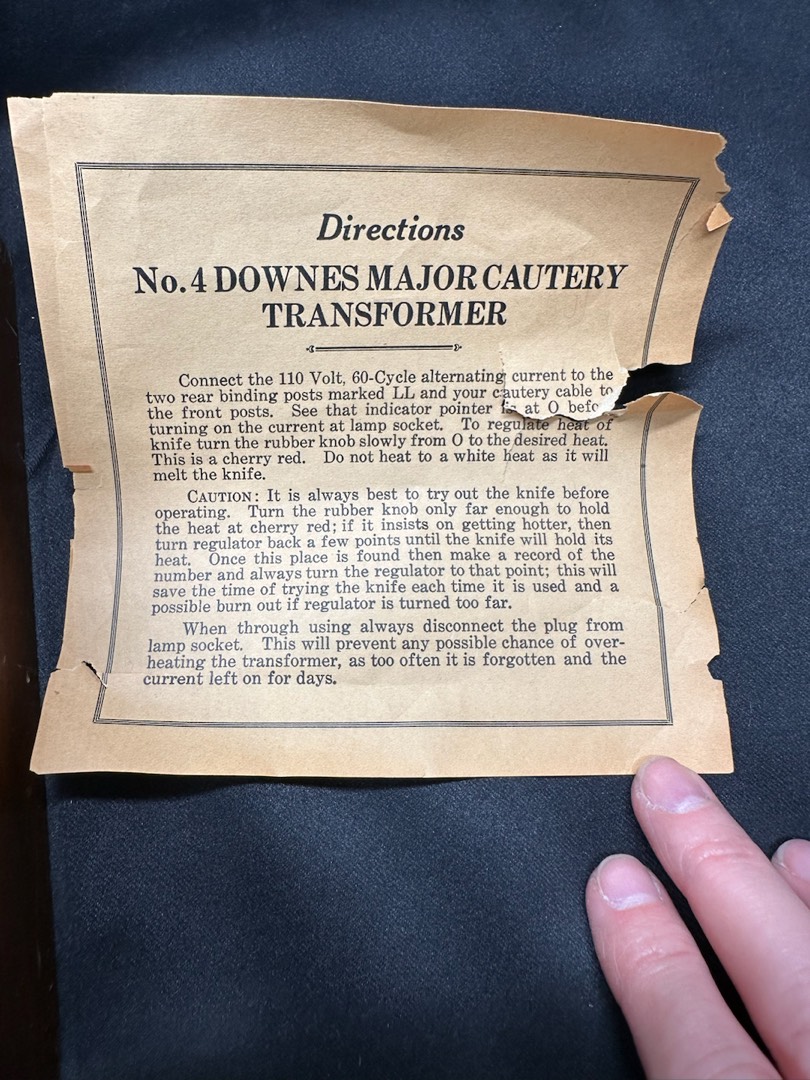 Directions
No. 4 DOWNES MAJOR CAUTERY
TRANSFORMER
Connect the 110 Volt, 60-Cycle alternating current to the
two rear binding posts marked LL and your cautery cable to
the front posts. See that indicator pointer is at O befo
turning on the current at lamp socket. To regulate heat of
knife turn the rubber knob slowly from O to the desired heat.
This is a cherry red. Do not heat to a white heat as it will
melt the knife.
CAUTION: It is always best to try out the knife before
operating. Turn the rubber knob only far enough to hold
the heat at cherry red; if it insists on getting hotter, then
turn regulator back a few points until the knife will hold its
heat. Once this place is found then make a record of the
number and always turn the regulator to that point; this will
save the time of trying the knife each time it is used and a
possible burn out if regulator is turned too far.
When through using always disconnect the plug from
lamp socket. This will prevent any possible chance of over-
heating the transformer, as too often it is forgotten and the
current left on for days.